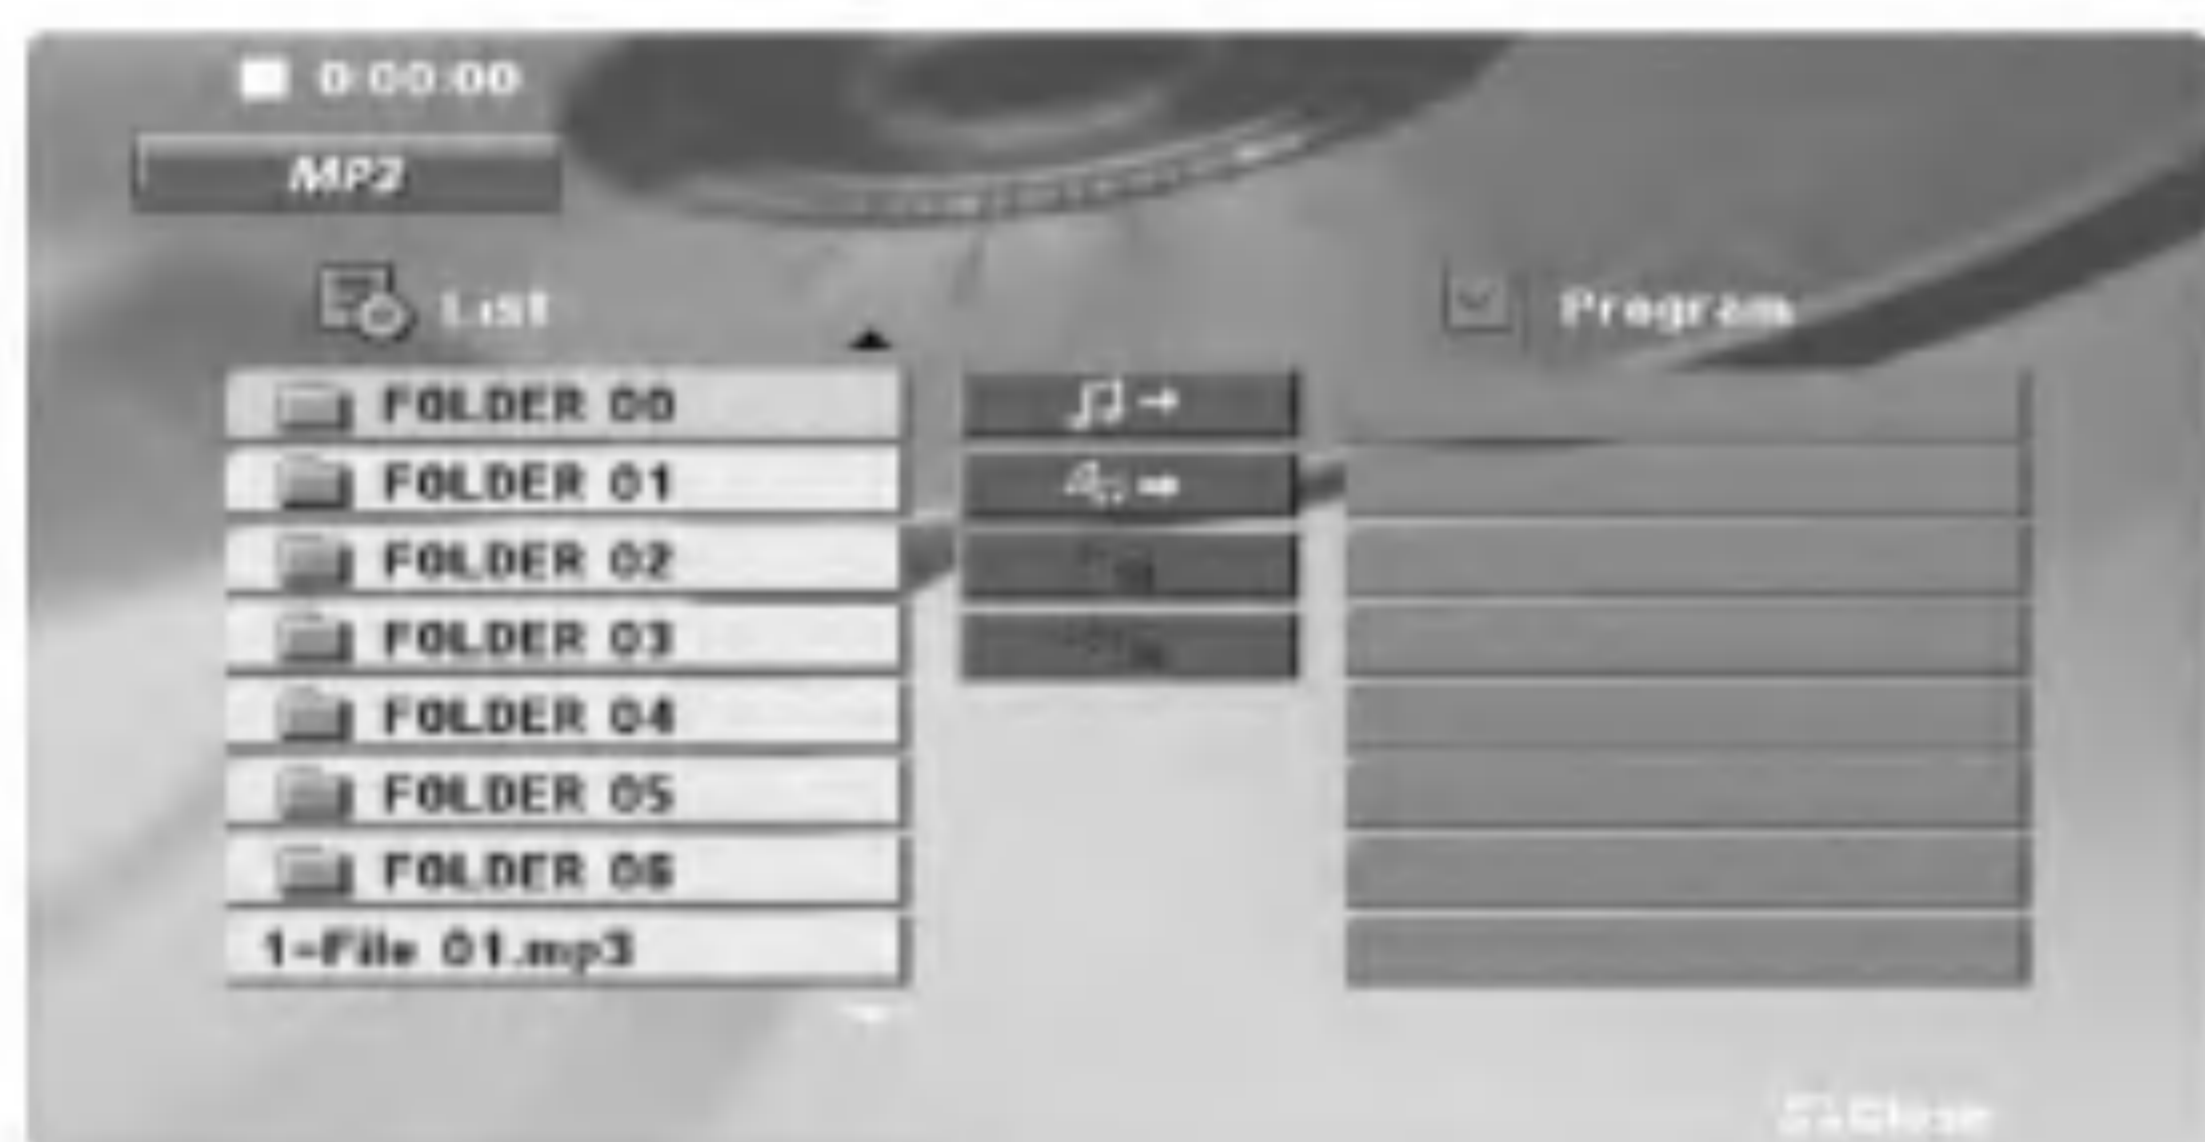 0:00:00
MP3
List
Program
FOLDER 00
FOLDER 01
FOLDER 02
FOLDER 03
FOLDER 04
FOLDER 05
FOLDER 06
1-File 01.mp3
Close